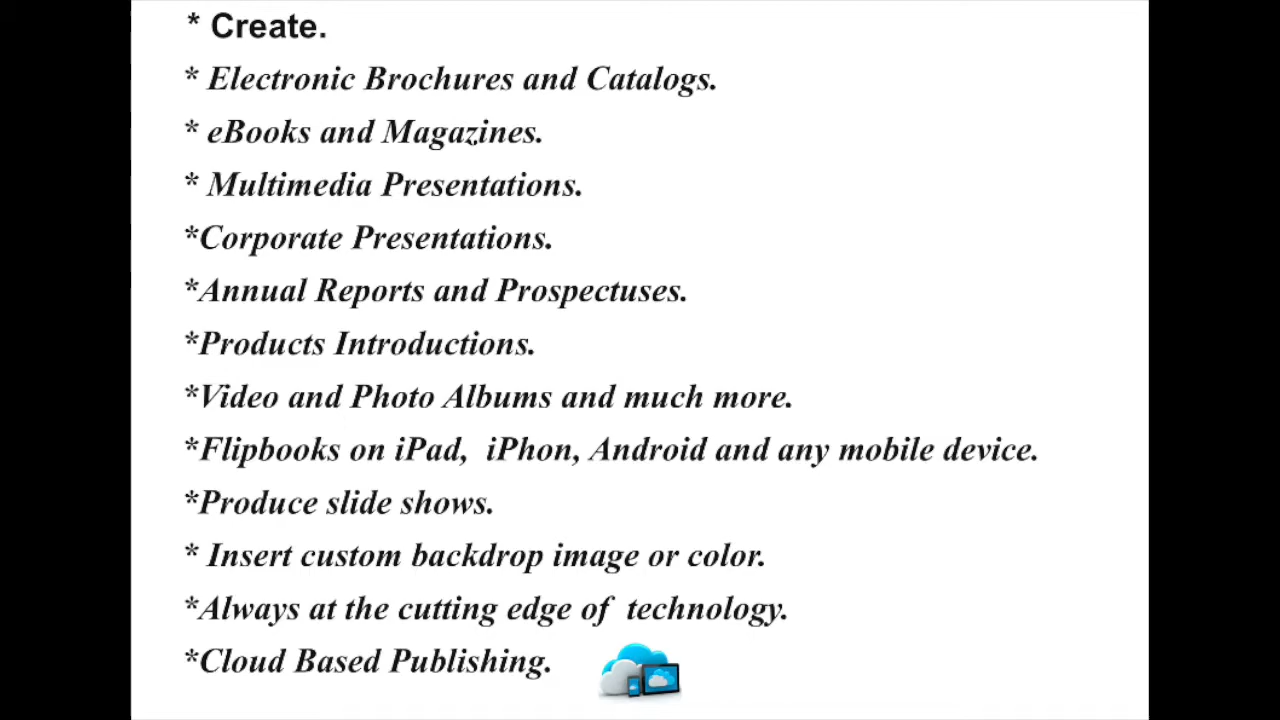 * Create.
* Electronic Brochures and Catalogs.
* eBooks and Magazines.
* Multimedia Presentations.
*Corporate Presentations.
*Annual Reports and Prospectuses.
*Products Introductions.
*Video and Photo Albums and much more.
*Flipbooks on iPad,  iPhon, Android and any mobile device.
*Produce slide shows.
* Insert custom backdrop image or color.
*Always at the cutting edge of  technology.
*Cloud Based Publishing.